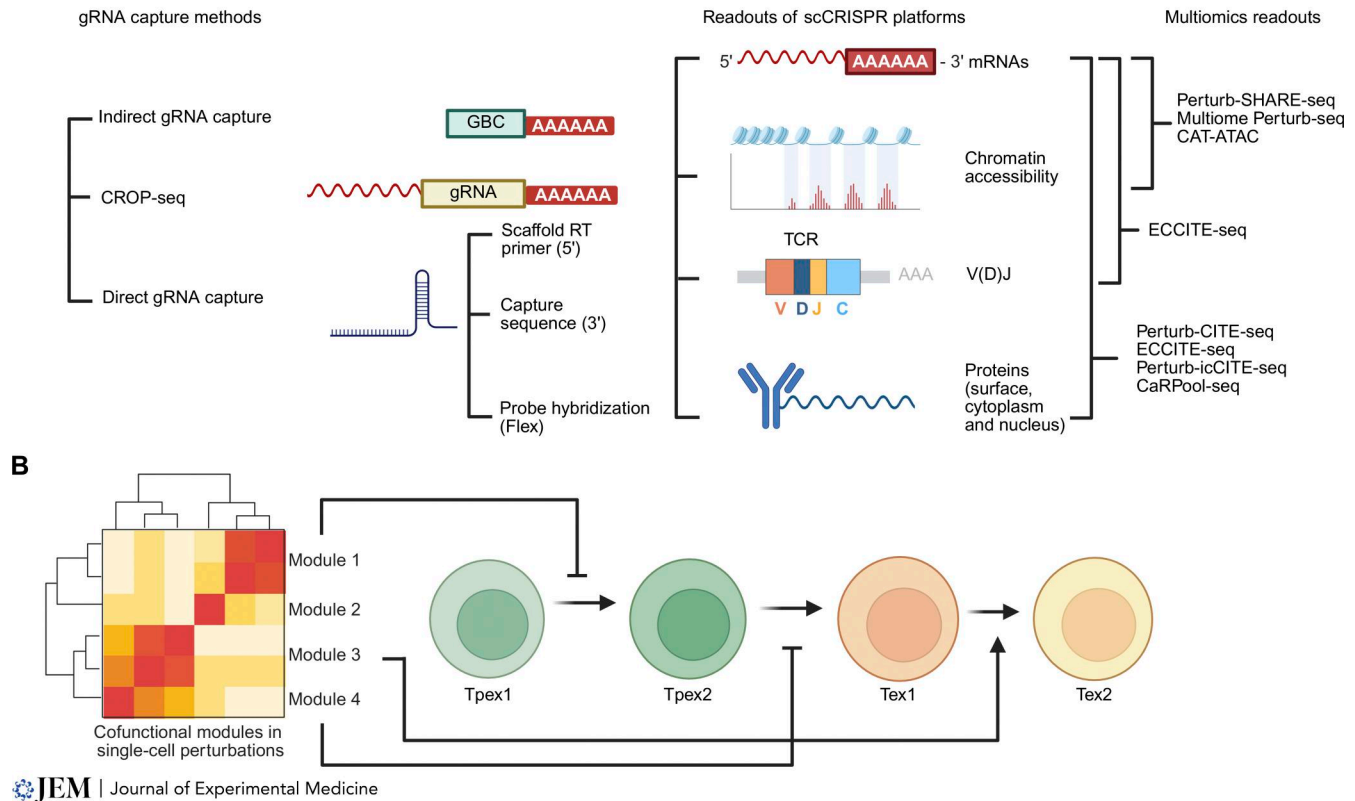 gRNA capture methods
Readouts of scCRISPR platforms
Multiomics readouts
Indirect gRNA capture
CROP-seq
Direct gRNA capture
GBC
AAAAAA
gRNA
AAAAAA
Scaffold RT
primer (5')
Capture
sequence (3')
Probe hybridization
(Flex)
5'
AAAAAA
- 3' mRNAs
Chromatin
accessibility
TCR
AAA
V(D)J
V D J C
Proteins
(surface,
cytoplasm
and nucleus)
Perturb-SHARE-seq
Multiome Perturb-seq
CAT-ATAC
ECCITE-seq
Perturb-CITE-seq
ECCITE-seq
Perturb-icCITE-seq
CaRPool-seq
B
Module 1
Module 2
Module 3
Module 4
Cofunctional modules in
single-cell perturbations
Tpex1
Tpex2
Tex1
Tex2
JEM | Journal of Experimental Medicine